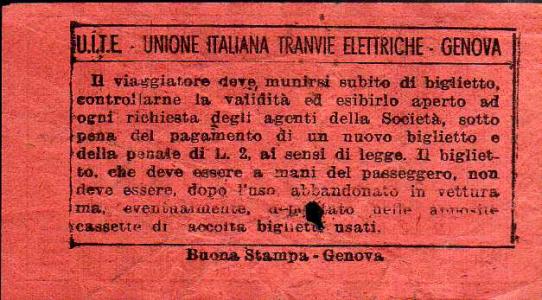 U.I.T.E. - UNIONE ITALIANA TRANVIE ELETTRICHE - GENOVA
Il viaggiatore deve munirsi subito di biglietto,
controllarne la validità ed esibirlo aperto ad
ogni richiesta degli agenti della Società, sotto
pena del pagamento di un nuovo biglietto e
della penale di L. 2, ai sensi di legge. Il bigliet-
to, che deve essere a mani del passeggero, non
deve essere, dopo l'uso, abbandonato in vettura
ma, eventualmente, nelle apposite
cassette di accolta biglietti usati.
Buona Stampa - Genova